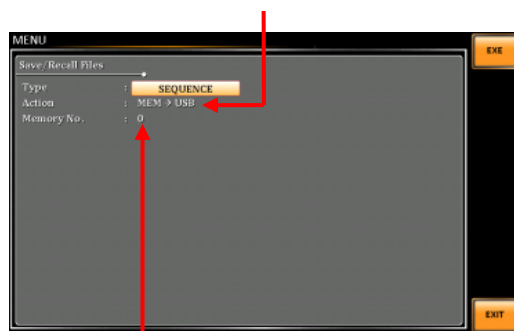 MENU
EXE
Save/Recall Files
Type : SEQUENCE
Action : MEM → USB
Memory No. : 0
EXIT